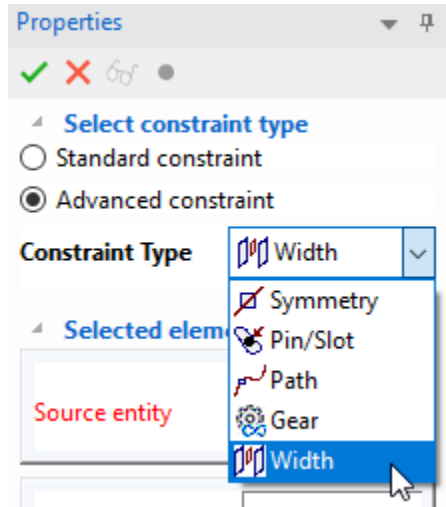 Properties
Select constraint type
Standard constraint
Advanced constraint
Constraint Type Width
Symmetry
Selected elem
Pin/Slot
Path
Source entity
Gear
Width